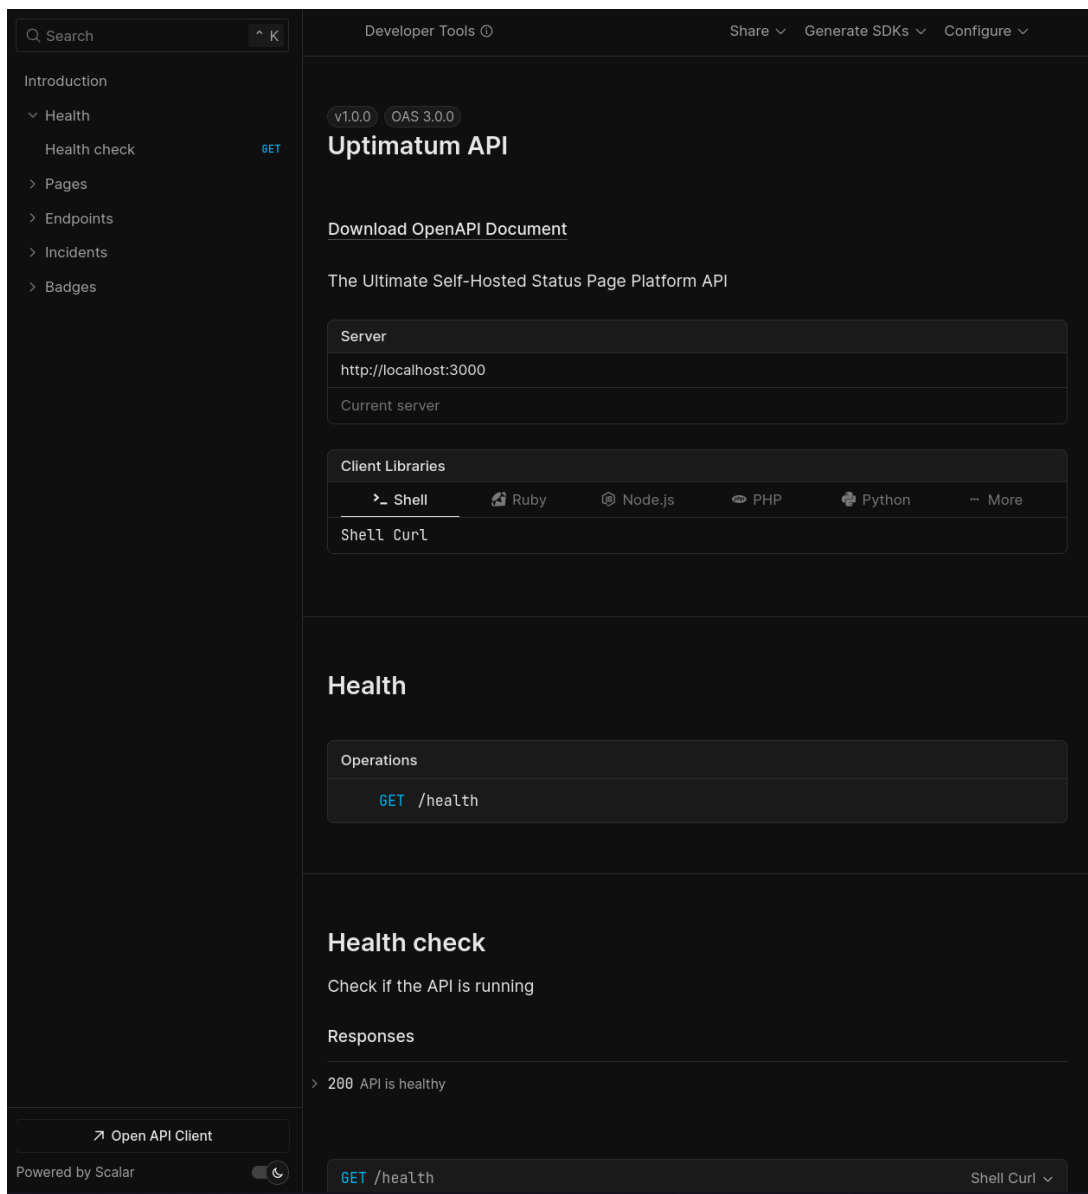 Search
⌃ K
Introduction
Health
Health check GET
Pages
Endpoints
Incidents
Badges
Open API Client
Powered by Scalar
Developer Tools
Share
Generate SDKs
Configure
v1.0.0 OAS 3.0.0
Uptimatum API
Download OpenAPI Document
The Ultimate Self-Hosted Status Page Platform API
Server
http://localhost:3000
Current server
Client Libraries
Shell Ruby Node.js PHP Python ··· More
Shell Curl
Health
Operations
GET /health
Health check
Check if the API is running
Responses
200 API is healthy
GET /health Shell Curl